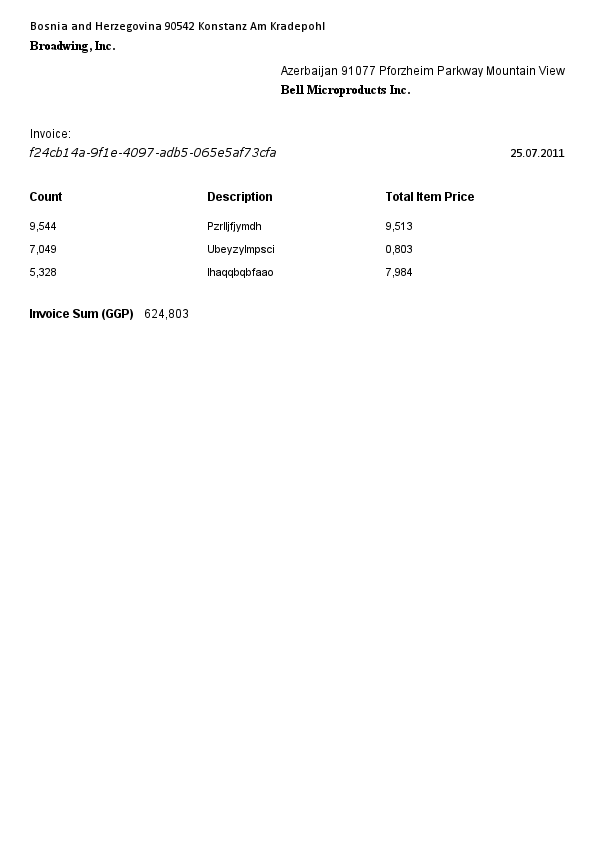 Bosnia and Herzegovina 90542 Konstanz Am Kradepohl
Broadwing, Inc.
Azerbaijan 91077 Pforzheim Parkway Mountain View
Bell Microproducts Inc.
Invoice:
f24cb14a-9f1e-4097-adb5-065e5af73cfa 25.07.2011
Count Description Total Item Price
9,544 Pzrlljfjymdh 9,513
7,049 Ubeyzylmpsci 0,803
5,328 Ihaqqbqbfaao 7,984
Invoice Sum (GGP) 624,803